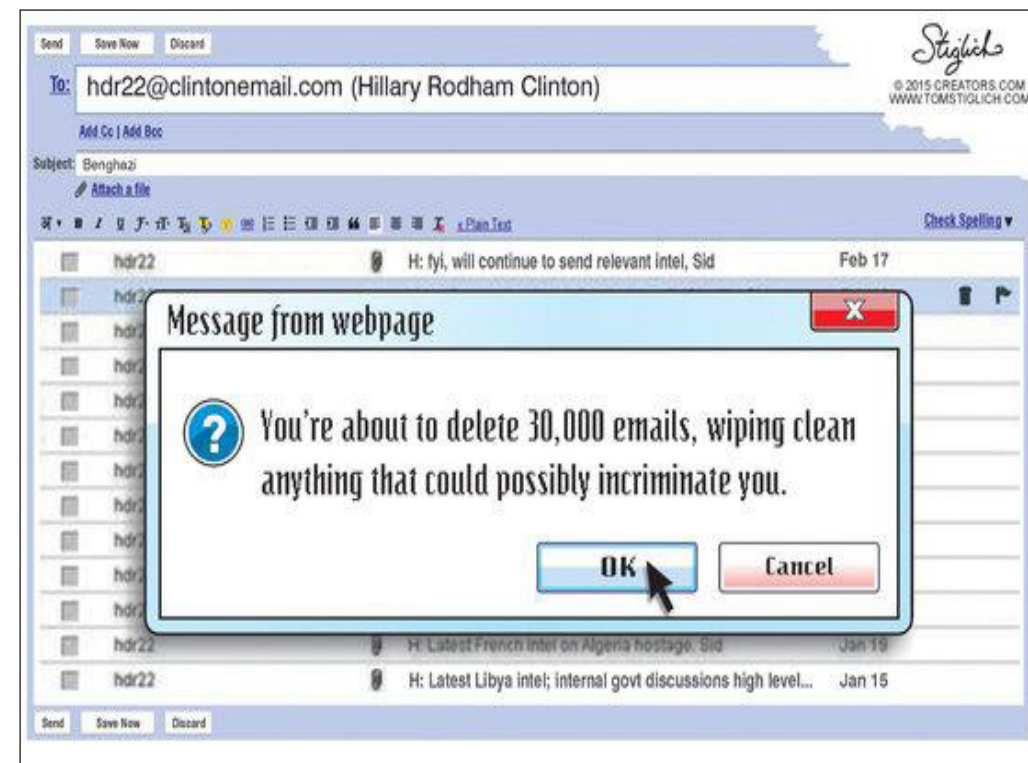 Send Save Now Discard
Stiglich
To: hdr22@clintonemail.com (Hillary Rodham Clinton)
© 2015 CREATORS.COM
WWW.TOMSTIGLICH.COM
Add Cc | Add Bcc
Subject: Benghazi
Attach a file
« Plain Text Check Spelling ▼
hdr22 H: fyi, will continue to send relevant intel, Sid Feb 17
Message from webpage X
You're about to delete 30,000 emails, wiping clean
anything that could possibly incriminate you.
OK Cancel
hdr22 H: Latest French Intel on Algeria hostage. Sid Jan 19
hdr22 H: Latest Libya intel; internal govt discussions high level... Jan 15
Send Save Now Discard